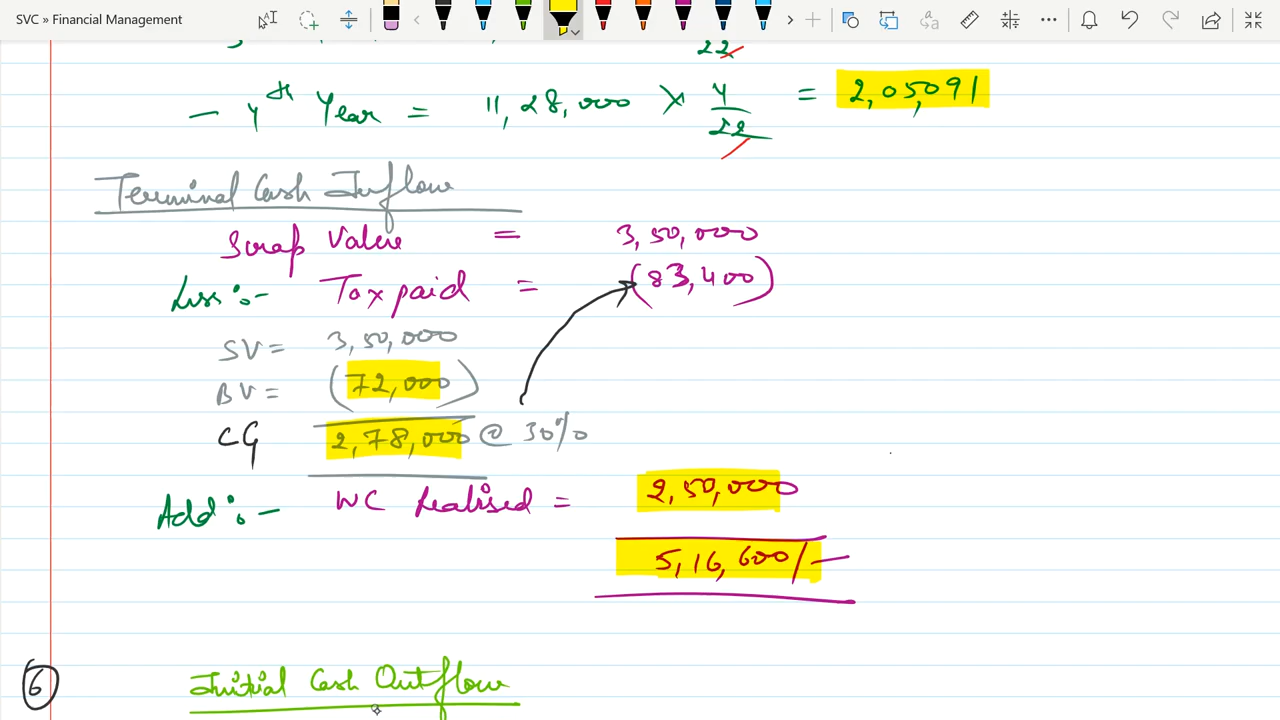 SVC » Financial Management
22
– 4th Year = 11,28,000 × 4/22 = 2,05,091
Terminal Cash Inflow
Scrap Value = 3,50,000
Less:- Tax paid = (83,400)
SV = 3,50,000
BV = (72,000)
CG 2,78,000 @ 30%
Add:- WC Realised = 2,50,000
5,16,600/-
6 Initial Cash Outflow